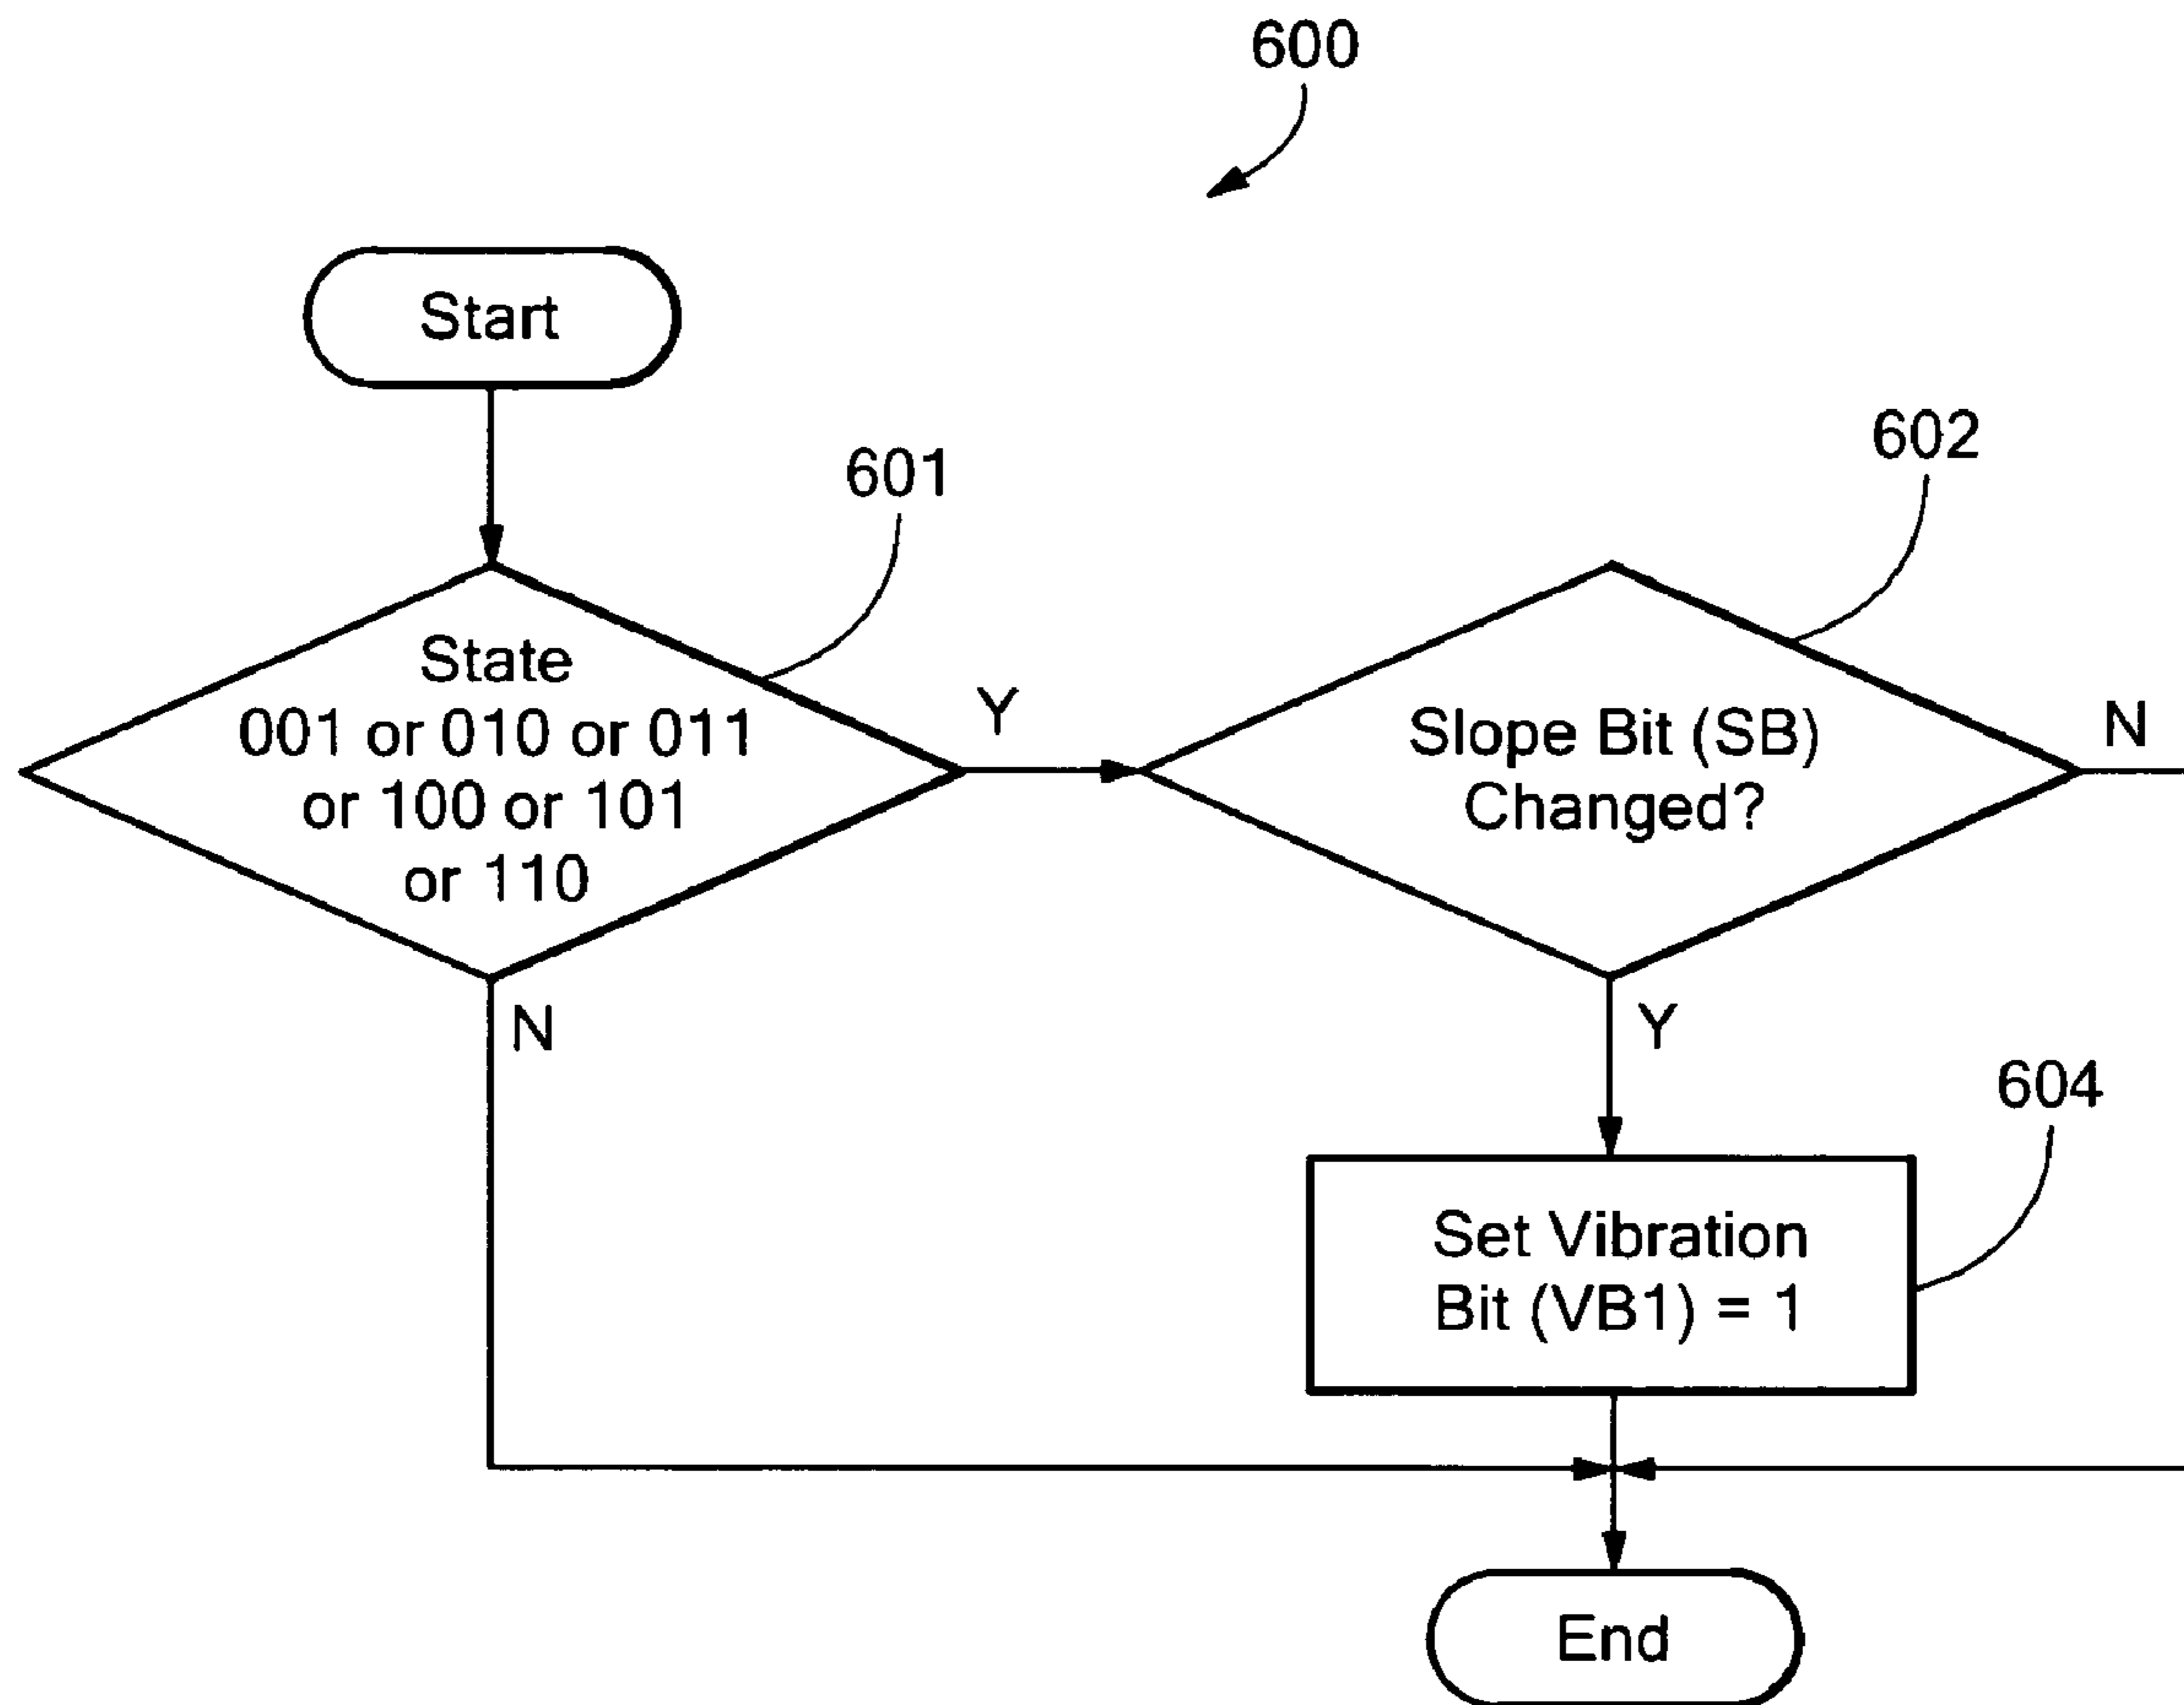 600
Start
601
602
State
001 or 010 or 011
or 100 or 101
or 110
Y
Slope Bit (SB)
Changed?
N
N
Y
604
Set Vibration
Bit (VB1) = 1
End